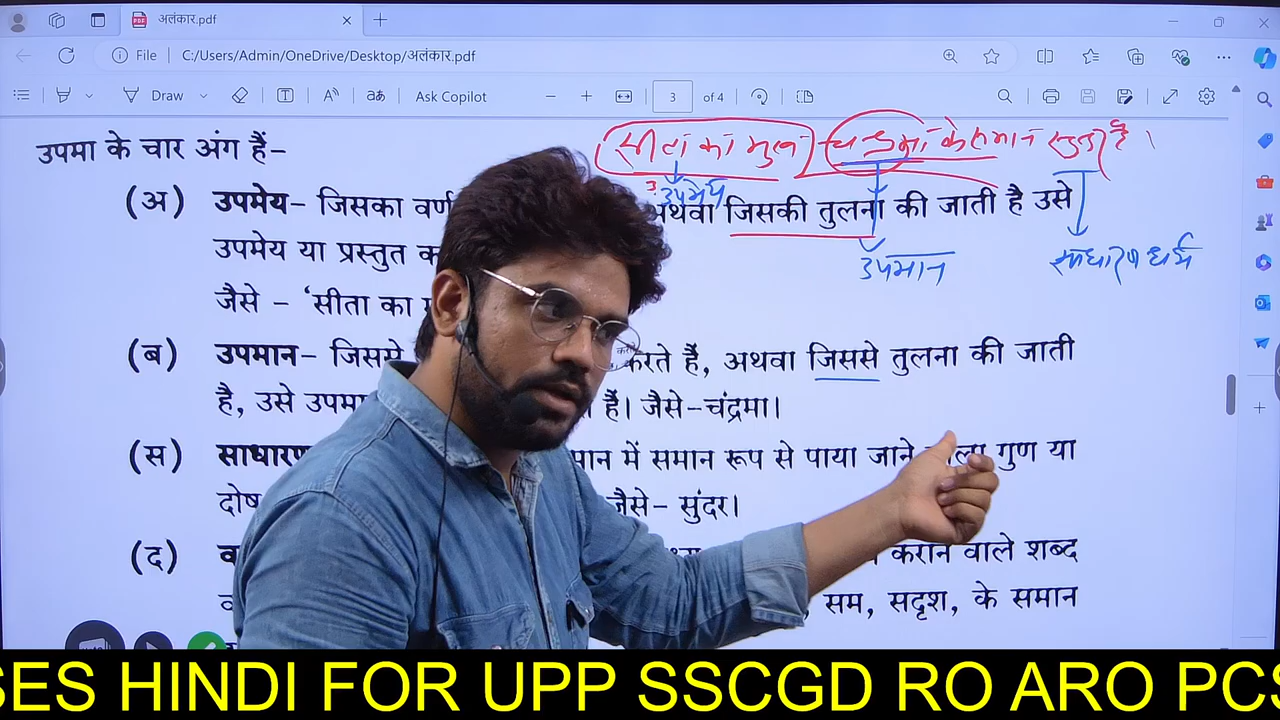 अलंकार.pdf
File C:/Users/Admin/OneDrive/Desktop/अलंकार.pdf
Draw Ask Copilot 3 of 4
सीता का मुख चन्द्रमा के समान सुन्दर है।
उपमा के चार अंग हैं-
उपमेय
(अ) उपमेय- जिसका अथवा जिसकी तुलना की जाती है उसे
उपमेय या प्रस्तुत
उपमान साधारण धर्म
जैसे - 'सीता का
(ब) उपमान- जिससे करते हैं, अथवा जिससे तुलना की जाती
है, उसे हैं। जैसे-चंद्रमा।
(स) साधारण में समान रूप से पाया जाने वाला गुण या
दोष जैसे- सुंदर।
(द) कराने वाले शब्द
सम, सदृश, के समान
SES HINDI FOR UPP SSCGD RO ARO PCS